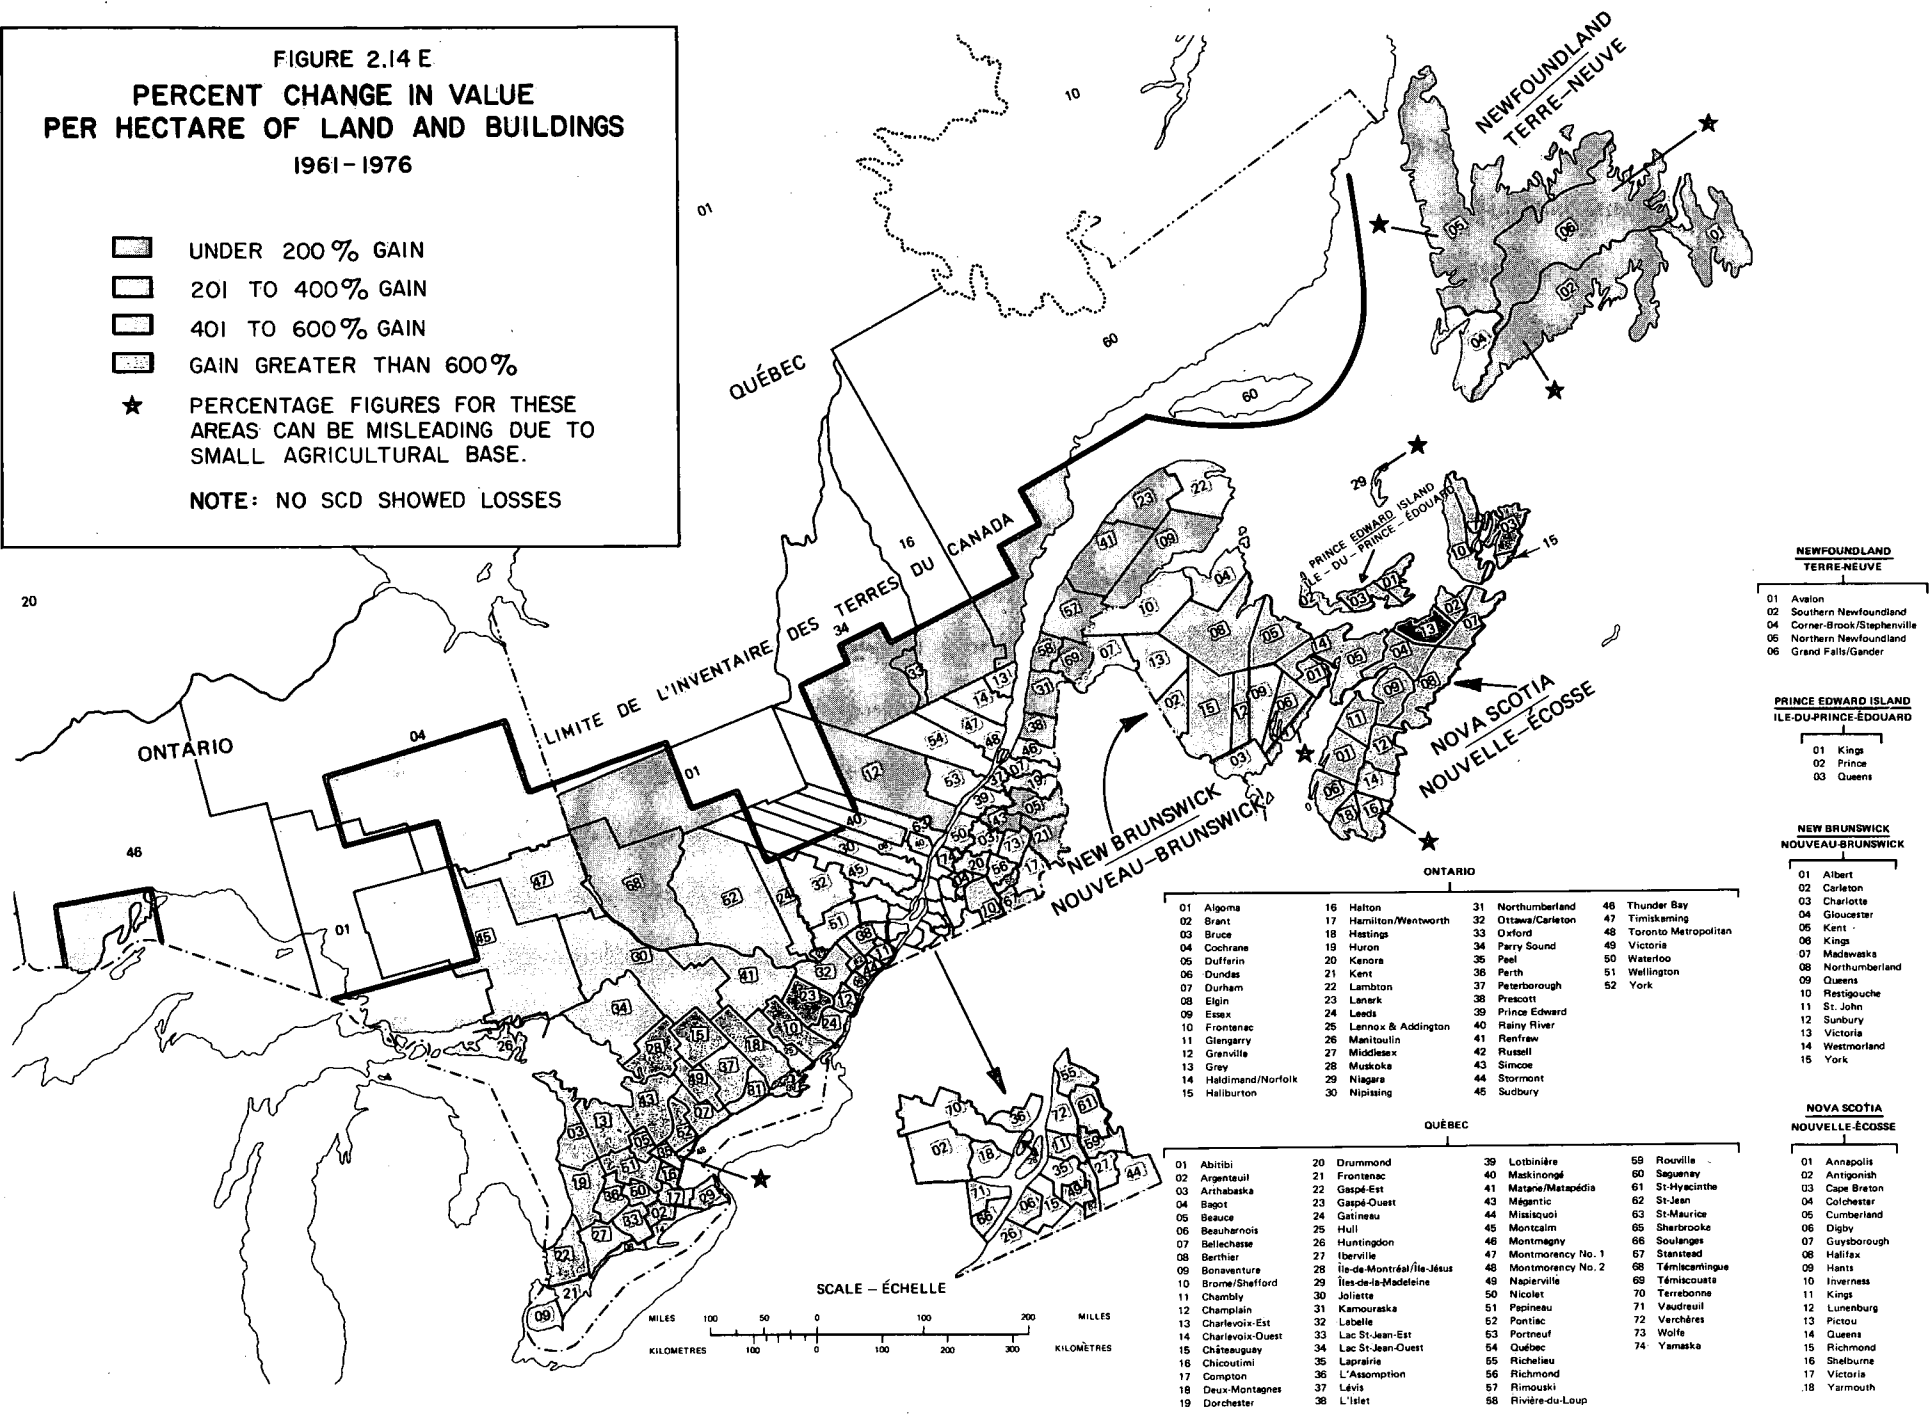 FIGURE 2.14 E
PERCENT CHANGE IN VALUE
PER HECTARE OF LAND AND BUILDINGS
1961-1976
UNDER 200% GAIN
201 TO 400% GAIN
401 TO 600% GAIN
GAIN GREATER THAN 600%
★ PERCENTAGE FIGURES FOR THESE
AREAS CAN BE MISLEADING DUE TO
SMALL AGRICULTURAL BASE.
NOTE: NO SCD SHOWED LOSSES
NEWFOUNDLAND
TERRE-NEUVE
QUÉBEC
ONTARIO
LIMITE DE L'INVENTAIRE DES TERRES DU CANADA
PRINCE EDWARD ISLAND
ÎLE-DU-PRINCE-ÉDOUARD
NOVA SCOTIA
NOUVELLE-ÉCOSSE
NEW BRUNSWICK
NOUVEAU-BRUNSWICK
SCALE – ÉCHELLE
MILES 100 50 0 100 200 MILLES
KILOMETRES 100 0 100 200 300 KILOMÈTRES
NEWFOUNDLAND
TERRE-NEUVE
01 Avalon
02 Southern Newfoundland
04 Corner-Brook/Stephenville
05 Northern Newfoundland
06 Grand Falls/Gander
PRINCE EDWARD ISLAND
ILE-DU-PRINCE-ÉDOUARD
01 Kings
02 Prince
03 Queens
NEW BRUNSWICK
NOUVEAU-BRUNSWICK
01 Albert
02 Carleton
03 Charlotte
04 Gloucester
05 Kent
06 Kings
07 Madawaska
08 Northumberland
09 Queens
10 Restigouche
11 St. John
12 Sunbury
13 Victoria
14 Westmorland
15 York
NOVA SCOTIA
NOUVELLE-ÉCOSSE
01 Annapolis
02 Antigonish
03 Cape Breton
04 Colchester
05 Cumberland
06 Digby
07 Guysborough
08 Halifax
09 Hants
10 Inverness
11 Kings
12 Lunenburg
13 Pictou
14 Queens
15 Richmond
16 Shelburne
17 Victoria
18 Yarmouth
ONTARIO
01 Algoma
02 Brant
03 Bruce
04 Cochrane
05 Dufferin
06 Dundas
07 Durham
08 Elgin
09 Essex
10 Frontenac
11 Glengarry
12 Grenville
13 Grey
14 Haldimand/Norfolk
15 Haliburton
16 Halton
17 Hamilton/Wentworth
18 Hastings
19 Huron
20 Kenora
21 Kent
22 Lambton
23 Lanark
24 Leeds
25 Lennox & Addington
26 Manitoulin
27 Middlesex
28 Muskoka
29 Niagara
30 Nipissing
31 Northumberland
32 Ottawa/Carleton
33 Oxford
34 Parry Sound
35 Peel
36 Perth
37 Peterborough
38 Prescott
39 Prince Edward
40 Rainy River
41 Renfrew
42 Russell
43 Simcoe
44 Stormont
45 Sudbury
46 Thunder Bay
47 Timiskaming
48 Toronto Metropolitan
49 Victoria
50 Waterloo
51 Wellington
52 York
QUÈBEC
01 Abitibi
02 Argenteuil
03 Arthabaska
04 Bagot
05 Beauce
06 Beauharnois
07 Bellechasse
08 Berthier
09 Bonaventure
10 Brome/Shefford
11 Chambly
12 Champlain
13 Charlevoix-Est
14 Charlevoix-Ouest
15 Châteauguay
16 Chicoutimi
17 Compton
18 Deux-Montagnes
19 Dorchester
20 Drummond
21 Frontenac
22 Gaspé-Est
23 Gaspé-Ouest
24 Gatineau
25 Hull
26 Huntingdon
27 Iberville
28 Île-de-Montréal/Île-Jésus
29 Îles-de-la-Madeleine
30 Joliette
31 Kamouraska
32 Labelle
33 Lac St-Jean-Est
34 Lac St-Jean-Ouest
35 Laprairie
36 L'Assomption
37 Lévis
38 L'Islet
39 Lotbinière
40 Maskinongé
41 Matane/Matapédia
43 Mégantic
44 Missisquoi
45 Montcalm
46 Montmagny
47 Montmorency No. 1
48 Montmorency No. 2
49 Napierville
50 Nicolet
51 Papineau
52 Pontiac
53 Portneuf
54 Québec
55 Richelieu
56 Richmond
57 Rimouski
58 Rivière-du-Loup
59 Rouville
60 Saguenay
61 St-Hyacinthe
62 St-Jean
63 St-Maurice
65 Sherbrooke
66 Soulanges
67 Stanstead
68 Témiscamingue
69 Témiscouata
70 Terrebonne
71 Vaudreuil
72 Verchères
73 Wolfe
74 Yamaska